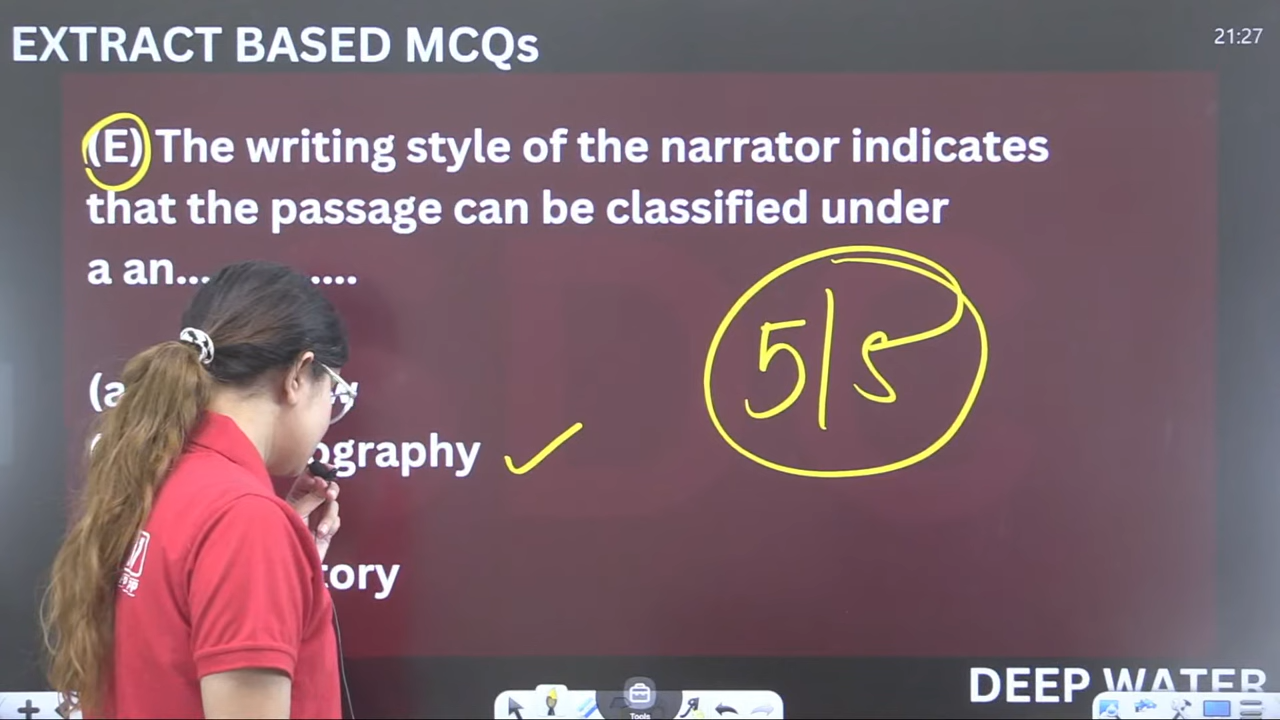 EXTRACT BASED MCQs
21:27
(E) The writing style of the narrator indicates
that the passage can be classified under
a an... ....
5/5
(a
ography
tory
DEEP WATER
Tools